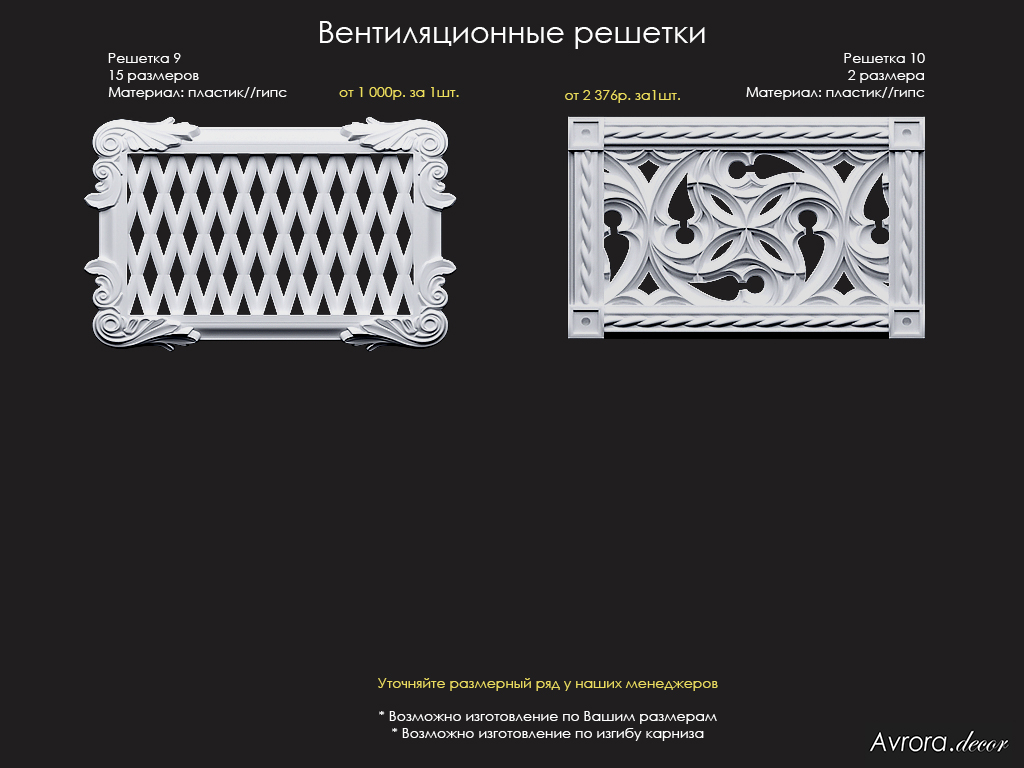 Вентиляционные решетки
Решетка 9
15 размеров
Материал: пластик//гипс
от 1 000р. за 1шт.
Решетка 10
2 размера
Материал: пластик//гипс
от 2 376р. за1шт.
Уточняйте размерный ряд у наших менеджеров
* Возможно изготовление по Вашим размерам
* Возможно изготовление по изгибу карниза
Avrora.decor